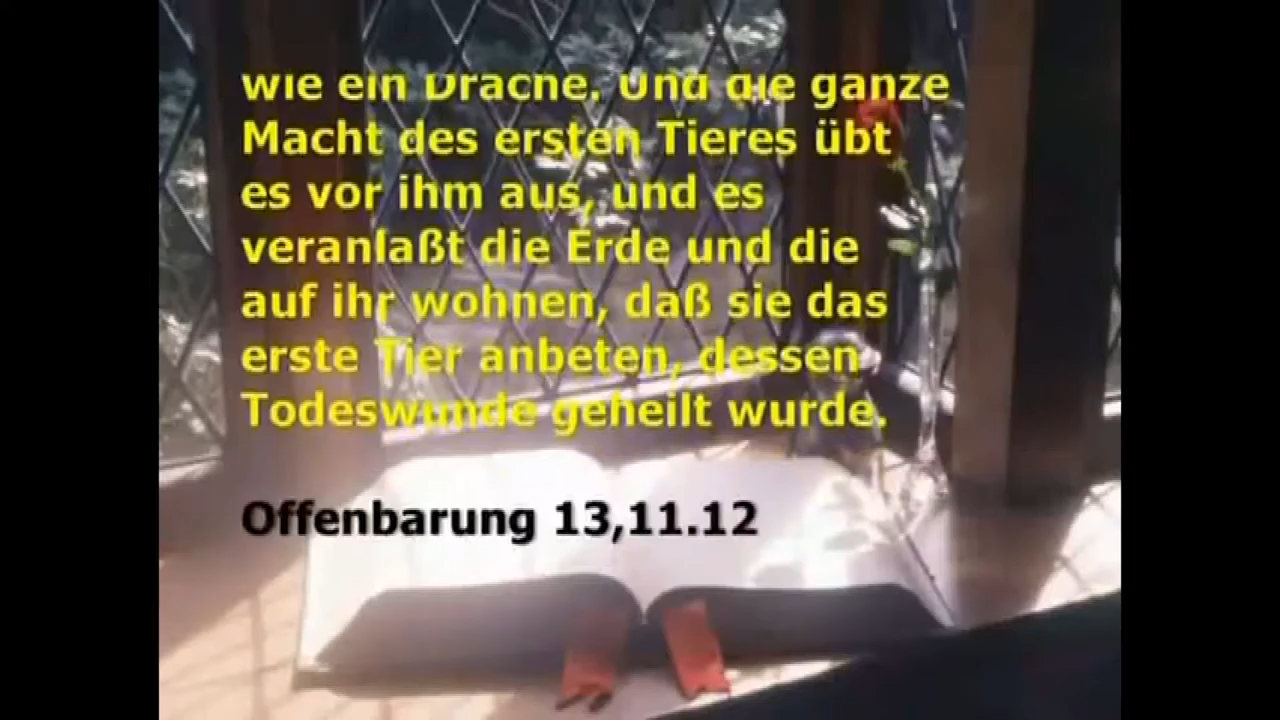 wie ein Drache. Und die ganze
Macht des ersten Tieres übt
es vor ihm aus, und es
veranlaßt die Erde und die
auf ihr wohnen, daß sie das
erste Tier anbeten, dessen
Todeswunde geheilt wurde.
Offenbarung 13,11.12